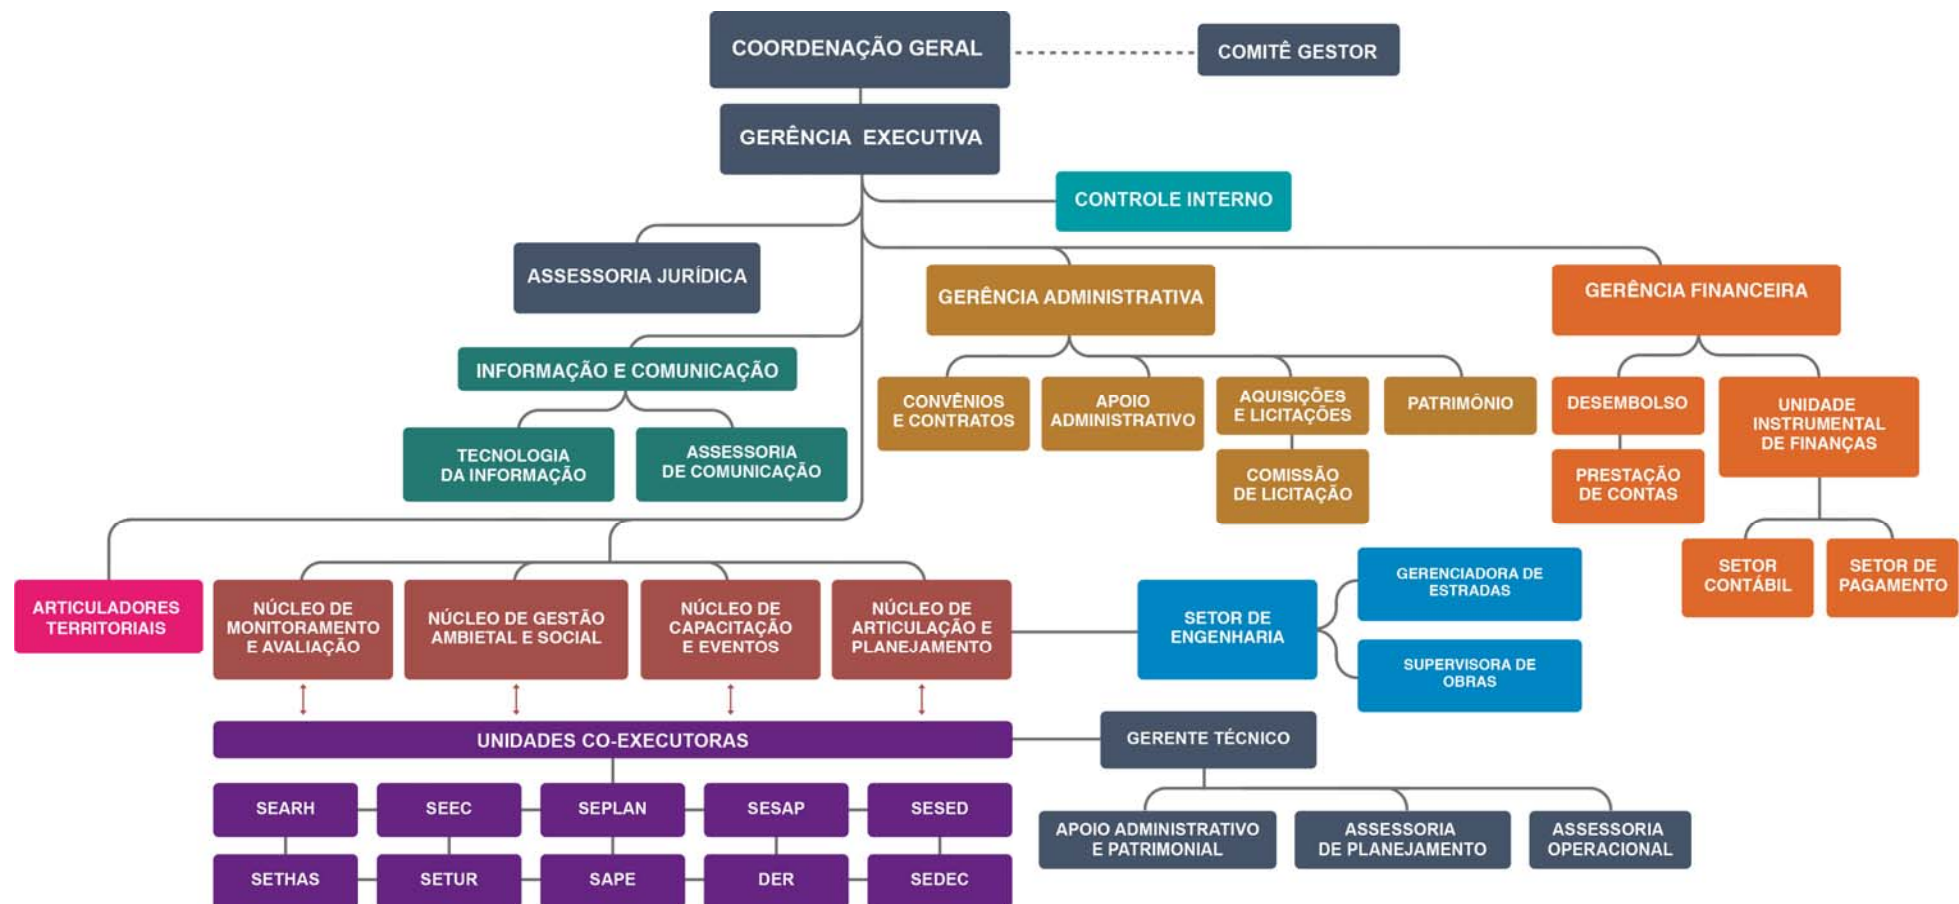 COORDENAÇÃO GERAL
COMITÊ GESTOR
GERÊNCIA EXECUTIVA
CONTROLE INTERNO
ASSESSORIA JURÍDICA
GERÊNCIA ADMINISTRATIVA
GERÊNCIA FINANCEIRA
INFORMAÇÃO E COMUNICAÇÃO
TECNOLOGIA
DA INFORMAÇÃO
ASSESSORIA
DE COMUNICAÇÃO
CONVÊNIOS
E CONTRATOS
APOIO
ADMINISTRATIVO
AQUISIÇÕES
E LICITAÇÕES
PATRIMÔNIO
COMISSÃO
DE LICITAÇÃO
DESEMBOLSO
UNIDADE
INSTRUMENTAL
DE FINANÇAS
PRESTAÇÃO
DE CONTAS
SETOR
CONTÁBIL
SETOR DE
PAGAMENTO
ARTICULADORES
TERRITORIAIS
NÚCLEO DE
MONITORAMENTO
E AVALIAÇÃO
NÚCLEO DE GESTÃO
AMBIETAL E SOCIAL
NÚCLEO DE
CAPACITAÇÃO
E EVENTOS
NÚCLEO DE
ARTICULAÇÃO E
PLANEJAMENTO
SETOR DE
ENGENHARIA
GERENCIADORA DE
ESTRADAS
SUPERVISORA DE
OBRAS
UNIDADES CO-EXECUTORAS
GERENTE TÉCNICO
SEARH
SEEC
SEPLAN
SESAP
SESED
SETHAS
SETUR
SAPE
DER
SEDEC
APOIO ADMINISTRATIVO
E PATRIMONIAL
ASSESSORIA
DE PLANEJAMENTO
ASSESSORIA
OPERACIONAL